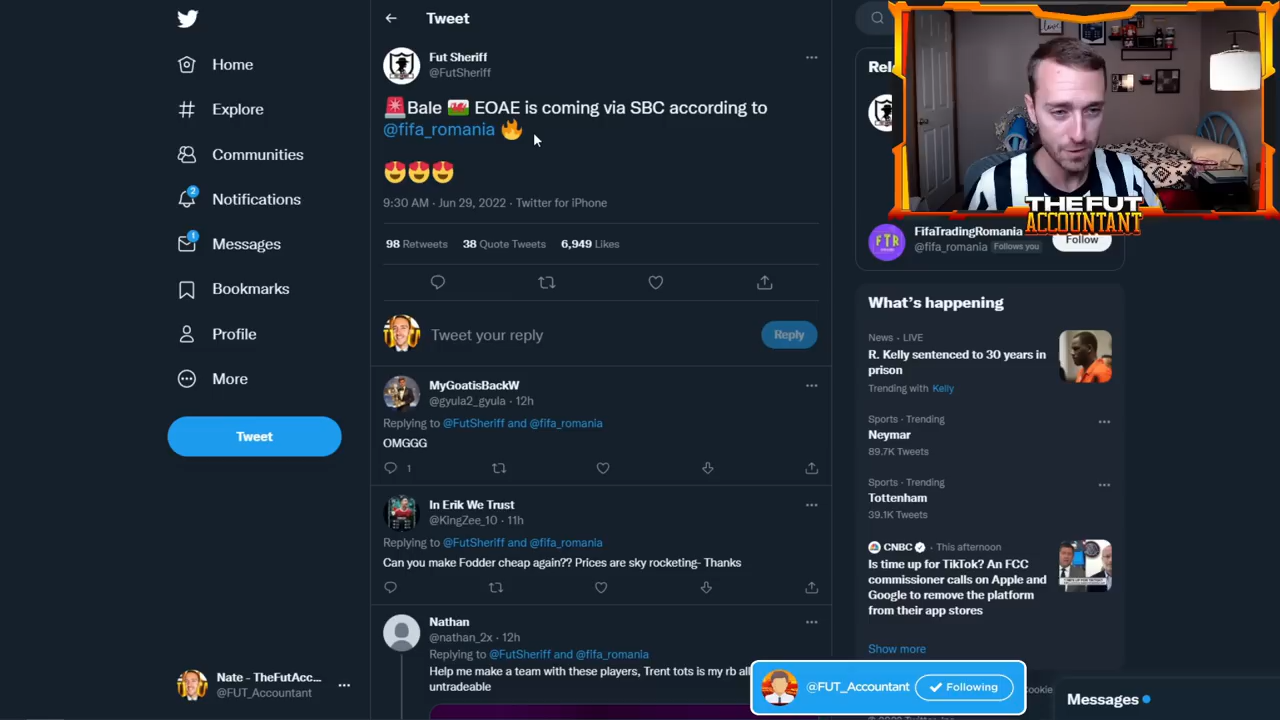 Tweet
Home
Explore
Communities
2
Notifications
1
Messages
Bookmarks
Profile
More
Tweet
Nate - TheFutAcc...
@FUT_Accountant
Fut Sheriff
@FutSheriff
🚨Bale 🏴󠁧󠁢󠁷󠁬󠁳󠁿 EOAE is coming via SBC according to
@fifa_romania 🔥
😍😍😍
9:30 AM · Jun 29, 2022 · Twitter for iPhone
98 Retweets 38 Quote Tweets 6,949 Likes
Tweet your reply
Reply
MyGoatisBackW
@gyula2_gyula · 12h
Replying to @FutSheriff and @fifa_romania
OMGGG
1
In Erik We Trust
@KingZee_10 · 11h
Replying to @FutSheriff and @fifa_romania
Can you make Fodder cheap again?? Prices are sky rocketing- Thanks
Nathan
@nathan_2x · 12h
Replying to @FutSheriff and @fifa_romania
Help me make a team with these players, Trent tots is my rb all
untradeable
Rel
THE FUT
ACCOUNTANT
FTR
FifaTradingRomania
@fifa_romania Follows you
Follow
What's happening
News · LIVE
R. Kelly sentenced to 30 years in
prison
Trending with Kelly
Sports · Trending
Neymar
89.7K Tweets
Sports · Trending
Tottenham
39.1K Tweets
CNBC · This afternoon
Is time up for TikTok? An FCC
commissioner calls on Apple and
Google to remove the platform
from their app stores
Show more
@FUT_Accountant Following
Cookie
Messages